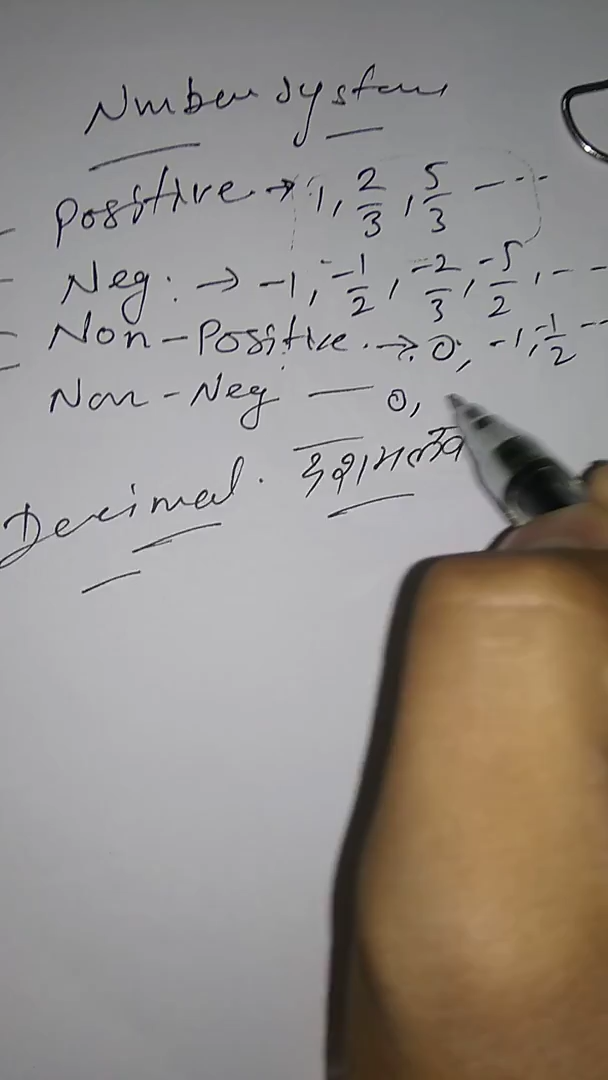 Number system
Positive → 1, 2/3, 5/3 ---
Neg: → -1, -1/2, -2/3, -5/2, ---
Non-Positive → 0, -1, -1/2 ---
Non-Neg — 0,
Decimal. दशमलव